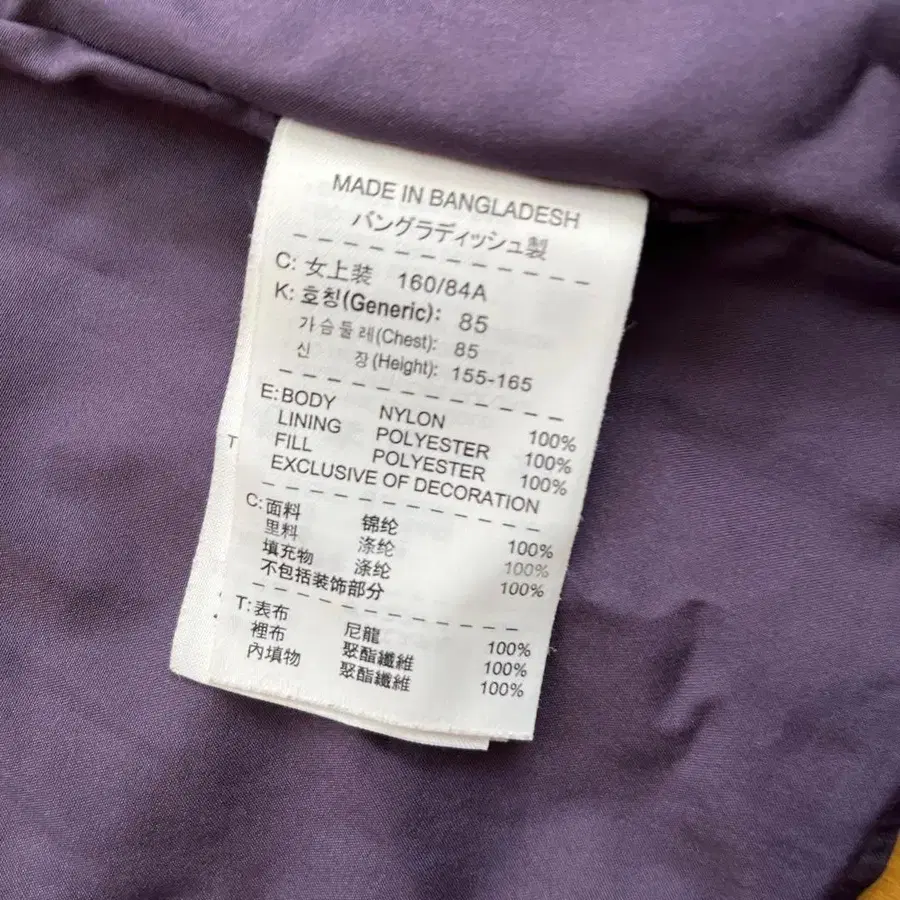 MADE IN BANGLADESH
バングラディッシュ製
C: 女上装 160/84A
K: 호칭(Generic): 85
가슴둘레(Chest): 85
신 장(Height): 155-165
E: BODY NYLON 100%
LINING POLYESTER 100%
FILL POLYESTER 100%
EXCLUSIVE OF DECORATION
C: 面料 锦纶 100%
里料 涤纶 100%
填充物 涤纶 100%
不包括装饰部分
T: 表布 尼龍 100%
裡布 聚酯纖維 100%
內填物 聚酯纖維 100%
T